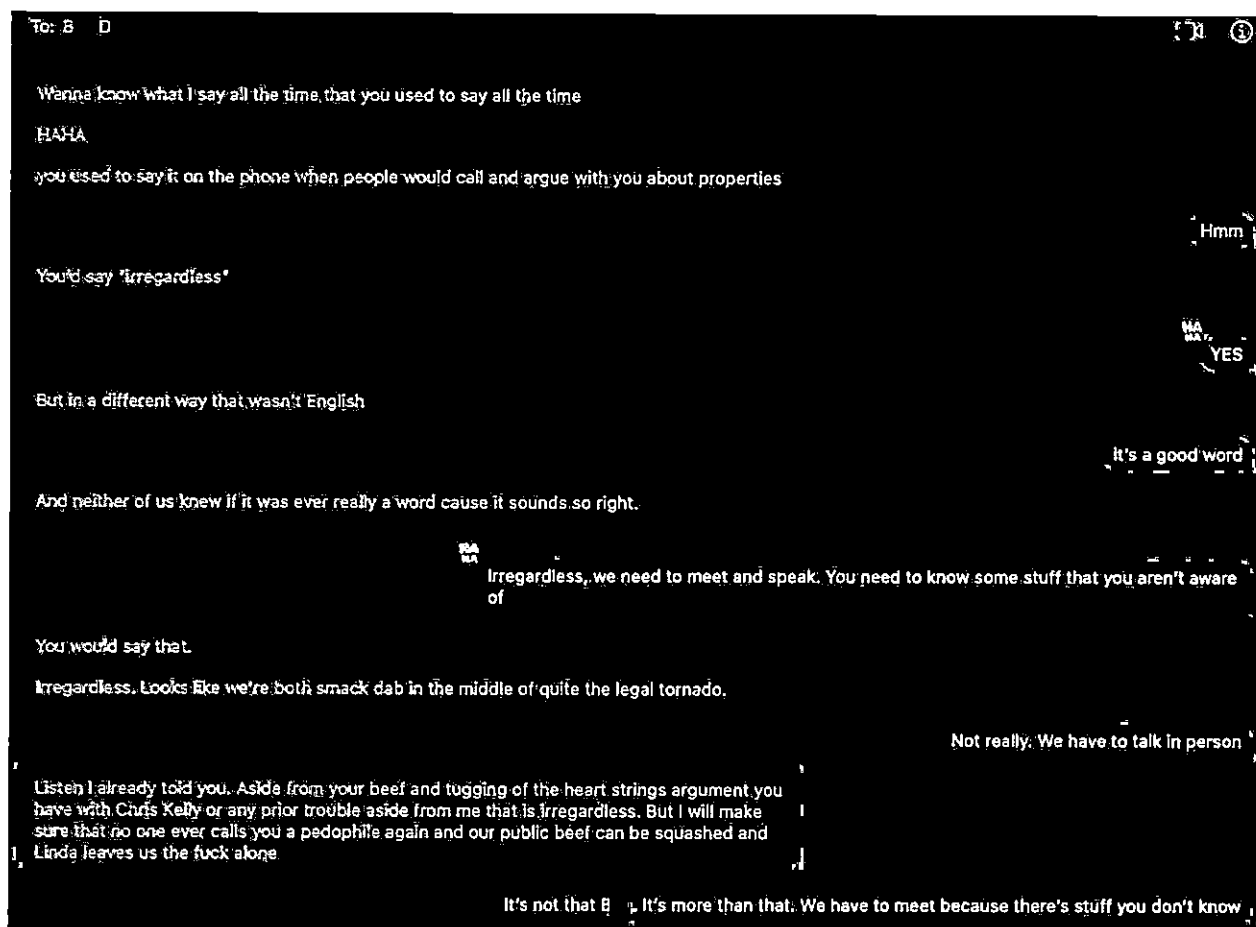 To: B D
Wanna know what I say all the time that you used to say all the time
HAHA
you used to say it on the phone when people would call and argue with you about properties
Hmm
You'd say "irregardless"
HA
HA
YES
But in a different way that wasn't English
It's a good word
And neither of us knew if it was ever really a word cause it sounds so right.
HA
HA
Irregardless, we need to meet and speak. You need to know some stuff that you aren't aware
of
You would say that.
Irregardless. Looks like we're both smack dab in the middle of quite the legal tornado.
Not really. We have to talk in person
Listen I already told you. Aside from your beef and tugging of the heart strings argument you
have with Chris Kelly or any prior trouble aside from me that is irregardless. But I will make
sure that no one ever calls you a pedophile again and our public beef can be squashed and
Linda leaves us the fuck alone
It's not that B . It's more than that. We have to meet because there's stuff you don't know